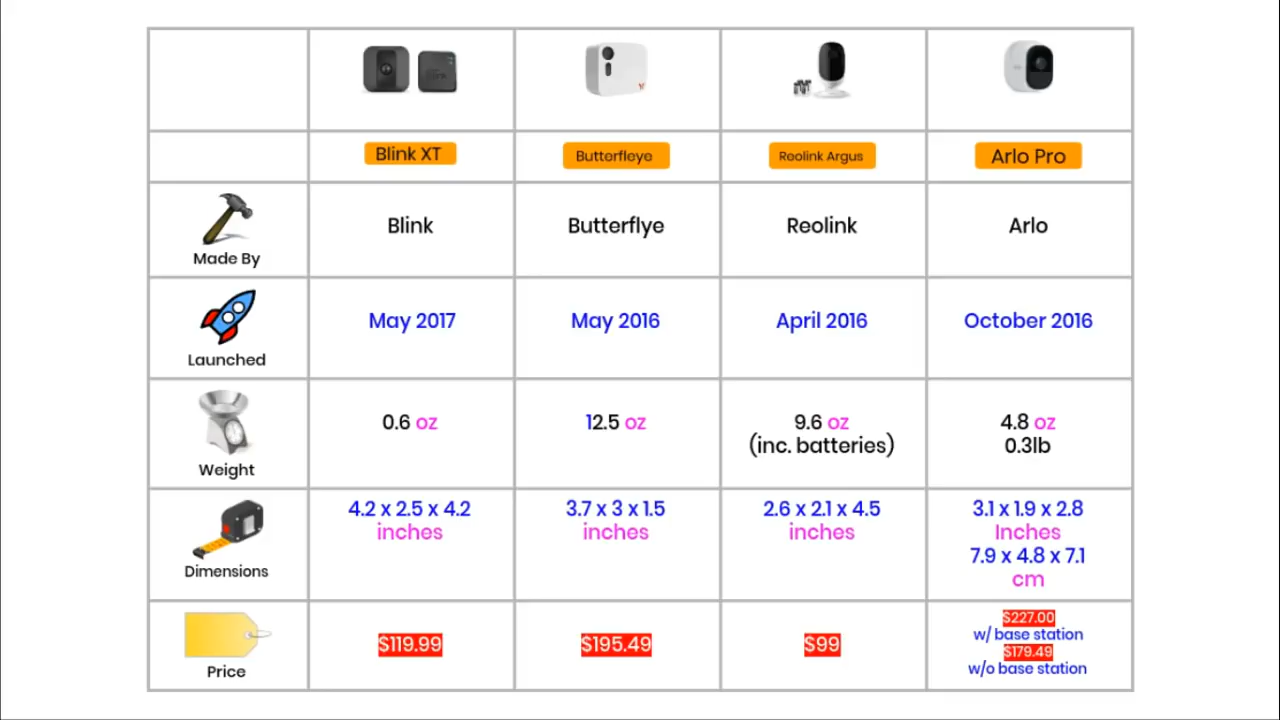 Blink XT
Butterfleye
Reolink Argus
Arlo Pro
Made By
Blink
Butterflye
Reolink
Arlo
Launched
May 2017
May 2016
April 2016
October 2016
Weight
0.6 oz
12.5 oz
9.6 oz
(inc. batteries)
4.8 oz
0.3lb
Dimensions
4.2 x 2.5 x 4.2
inches
3.7 x 3 x 1.5
inches
2.6 x 2.1 x 4.5
inches
3.1 x 1.9 x 2.8
Inches
7.9 x 4.8 x 7.1
cm
Price
$119.99
$195.49
$99
$227.00
w/ base station
$179.49
w/o base station